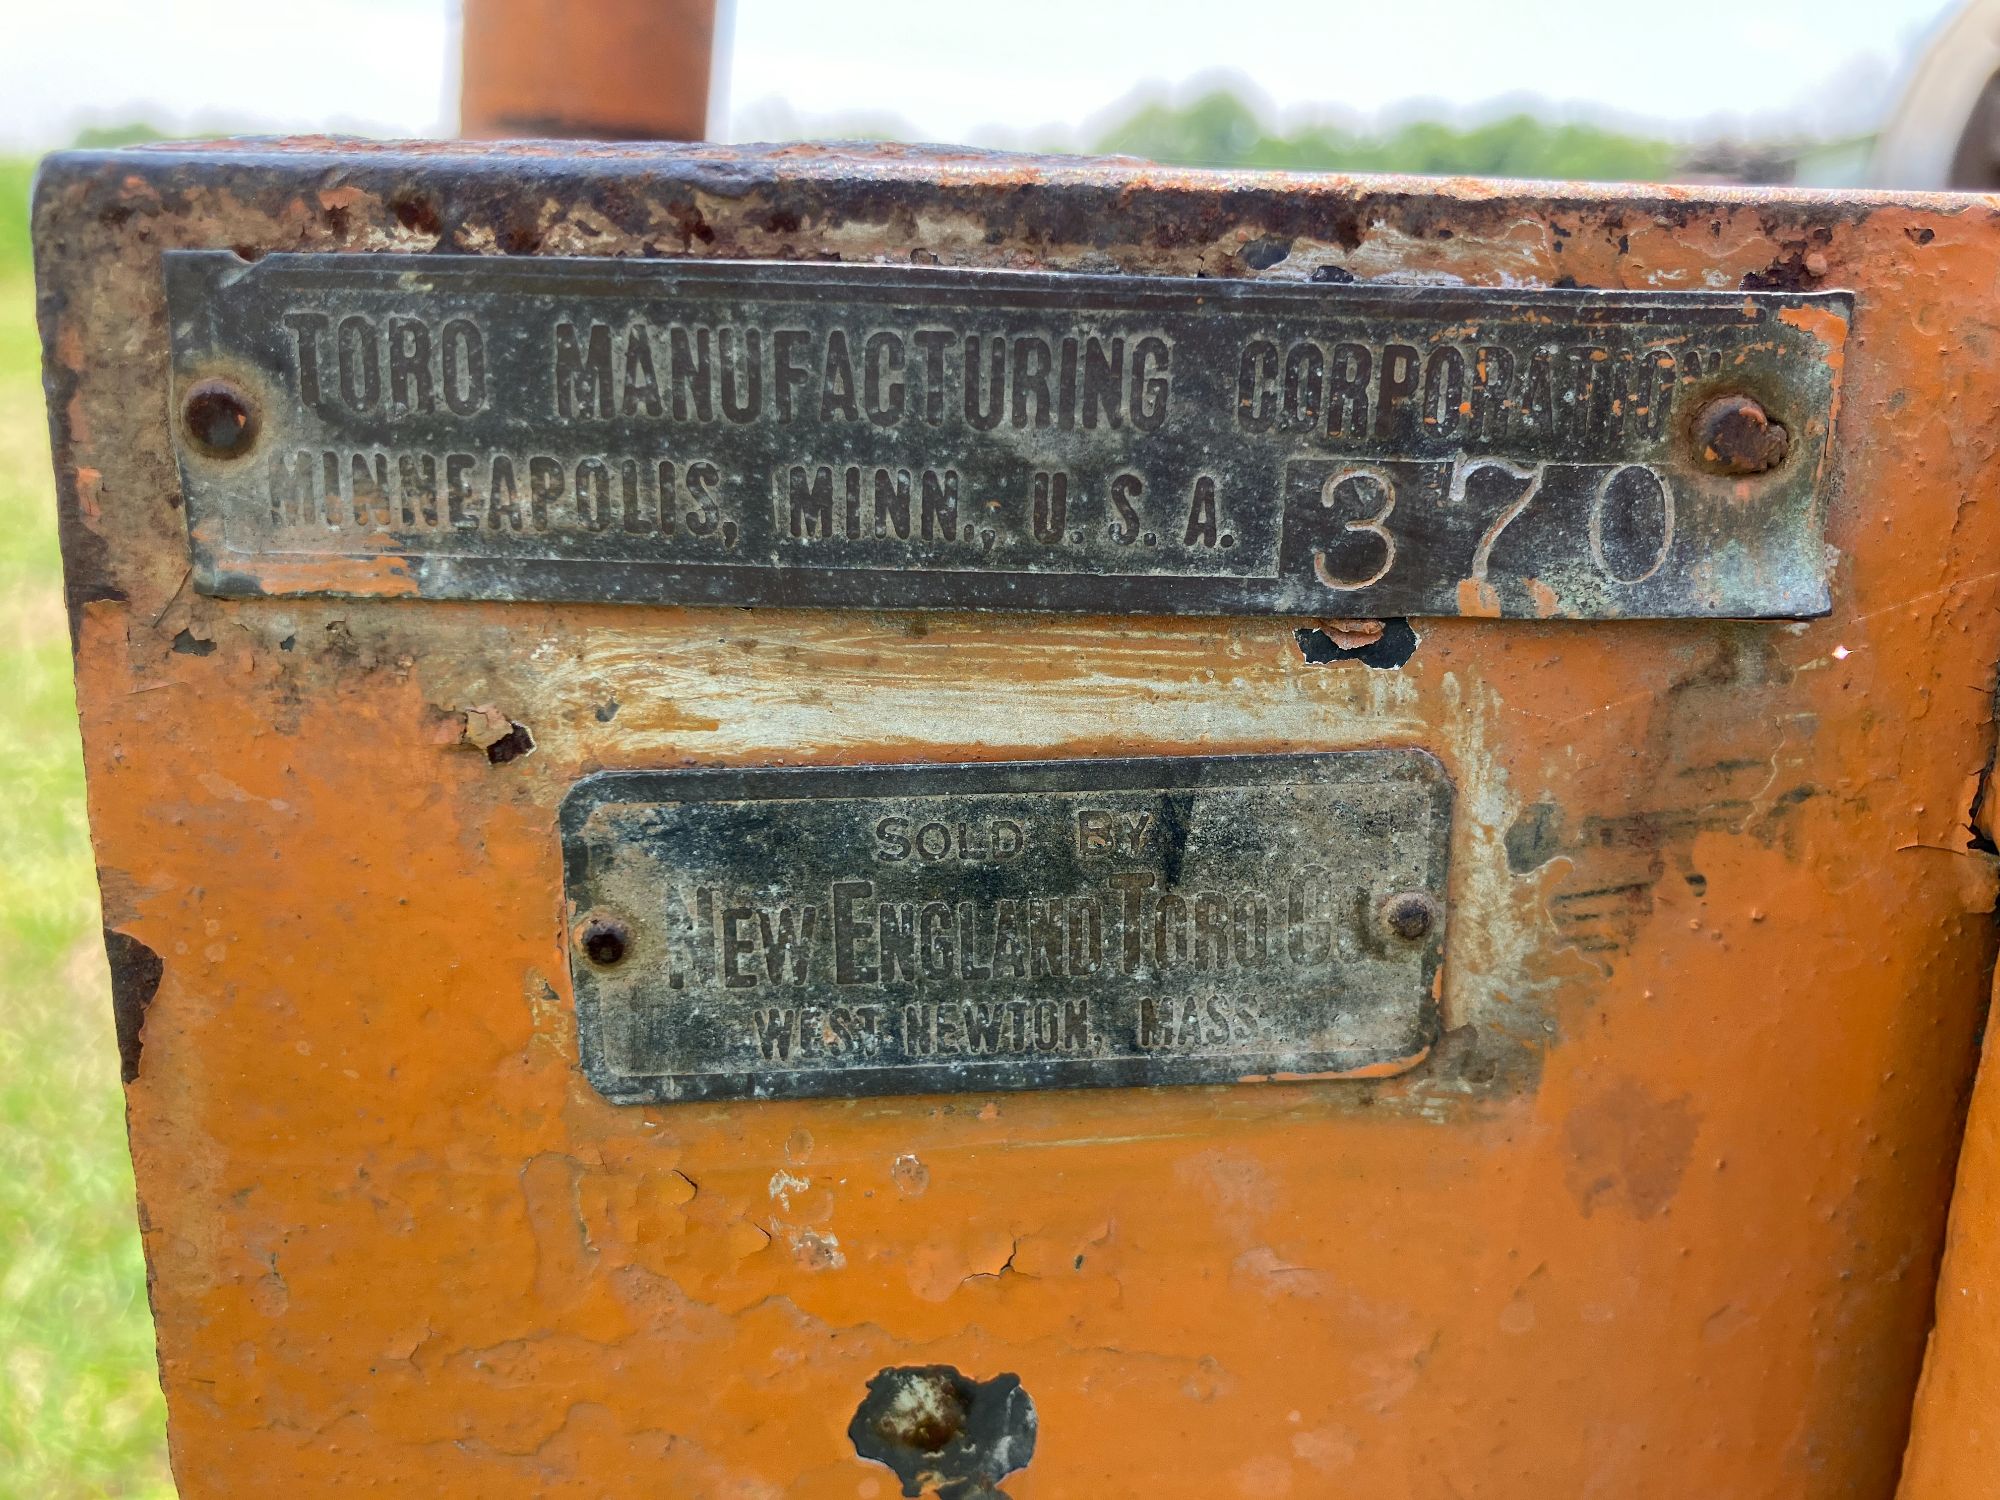 TORO MANUFACTURING CORPORATION
MINNEAPOLIS, MINN., U.S.A. 370
SOLD BY
NEW ENGLAND TORO CO.
WEST NEWTON, MASS.